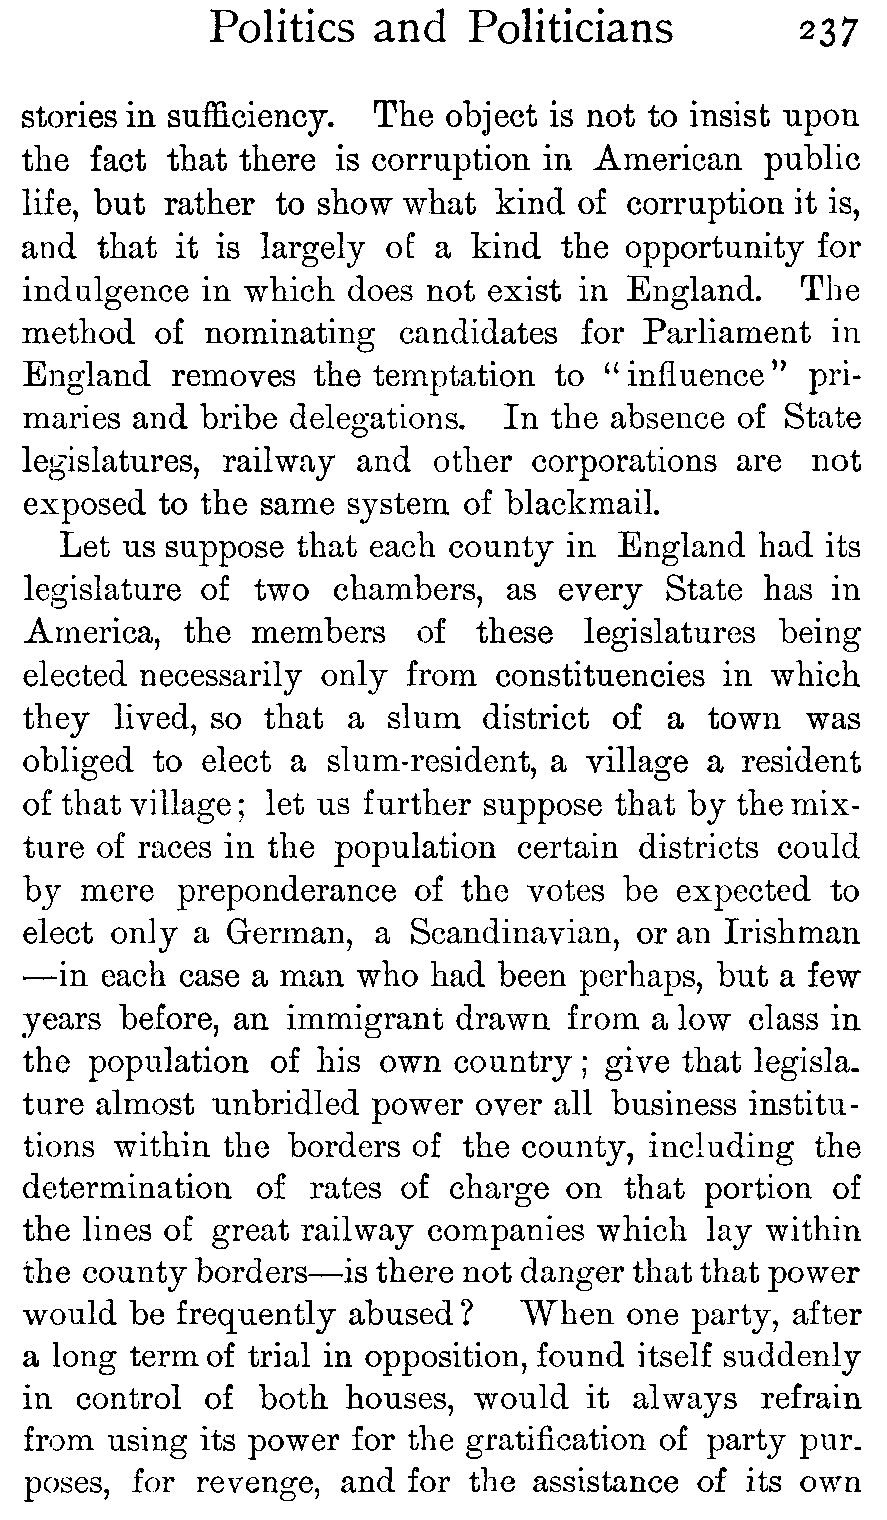 Politics and Politicians 237
stories in sufficiency. The object is not to insist upon
the fact that there is corruption in American public
life, but rather to show what kind of corruption it is,
and that it is largely of a kind the opportunity for
indulgence in which does not exist in England. The
method of nominating candidates for Parliament in
England removes the temptation to "influence" pri-
maries and bribe delegations. In the absence of State
legislatures, railway and other corporations are not
exposed to the same system of blackmail.
Let us suppose that each county in England had its
legislature of two chambers, as every State has in
America, the members of these legislatures being
elected necessarily only from constituencies in which
they lived, so that a slum district of a town was
obliged to elect a slum-resident, a village a resident
of that village; let us further suppose that by the mix-
ture of races in the population certain districts could
by mere preponderance of the votes be expected to
elect only a German, a Scandinavian, or an Irishman
—in each case a man who had been perhaps, but a few
years before, an immigrant drawn from a low class in
the population of his own country; give that legisla-
ture almost unbridled power over all business institu-
tions within the borders of the county, including the
determination of rates of charge on that portion of
the lines of great railway companies which lay within
the county borders—is there not danger that that power
would be frequently abused? When one party, after
a long term of trial in opposition, found itself suddenly
in control of both houses, would it always refrain
from using its power for the gratification of party pur-
poses, for revenge, and for the assistance of its own